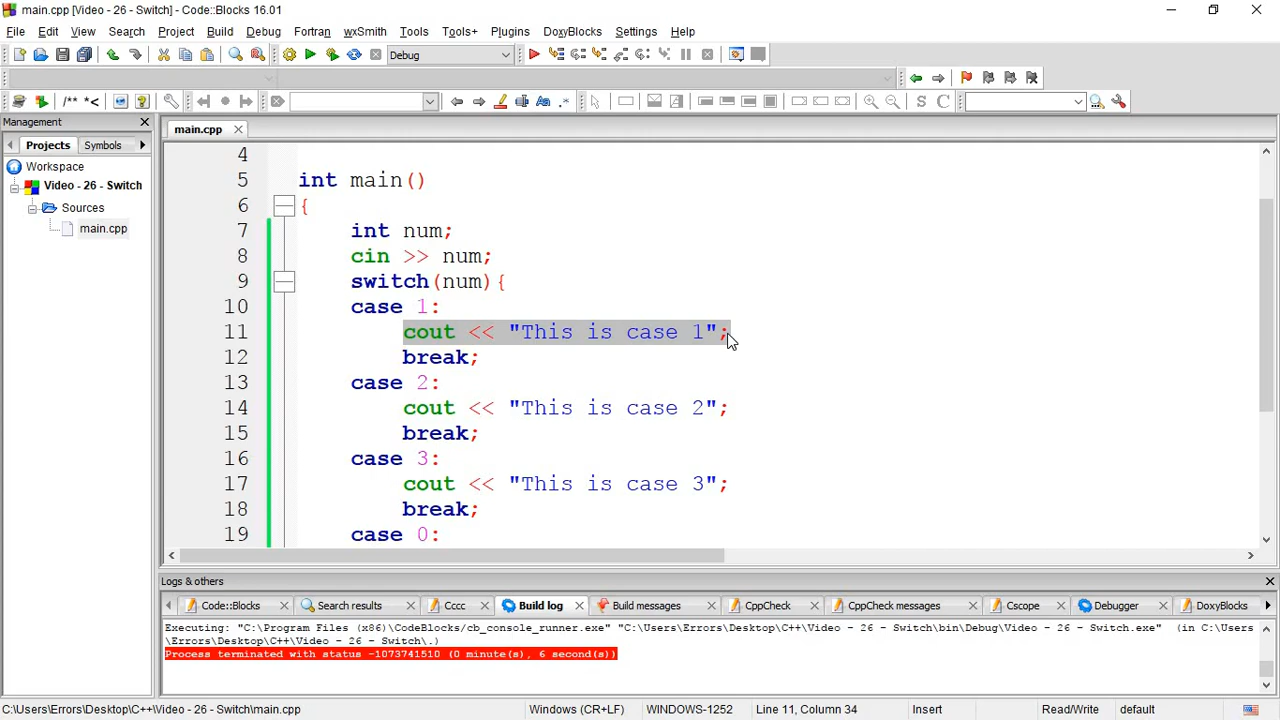 main.cpp [Video - 26 - Switch] - Code::Blocks 16.01
File Edit View Search Project Build Debug Fortran wxSmith Tools Tools+ Plugins DoxyBlocks Settings Help
Debug
/** *<
Aa .*
S C
Management
main.cpp
Projects Symbols
Workspace
Video - 26 - Switch
Sources
main.cpp
4
5 int main()
6 {
7 int num;
8 cin >> num;
9 switch(num){
10 case 1:
11 cout << "This is case 1";
12 break;
13 case 2:
14 cout << "This is case 2";
15 break;
16 case 3:
17 cout << "This is case 3";
18 break;
19 case 0:
Logs & others
Code::Blocks Search results Cccc Build log Build messages CppCheck CppCheck messages Cscope Debugger DoxyBlocks
Executing: "C:\Program Files (x86)\CodeBlocks/cb_console_runner.exe" "C:\Users\Errors\Desktop\C++\Video - 26 - Switch\bin\Debug\Video - 26 - Switch.exe" (in C:\Users
\Errors\Desktop\C++\Video - 26 - Switch\.)
Process terminated with status -1073741510 (0 minute(s), 6 second(s))
C:\Users\Errors\Desktop\C++\Video - 26 - Switch\main.cpp Windows (CR+LF) WINDOWS-1252 Line 11, Column 34 Insert Read/Write default